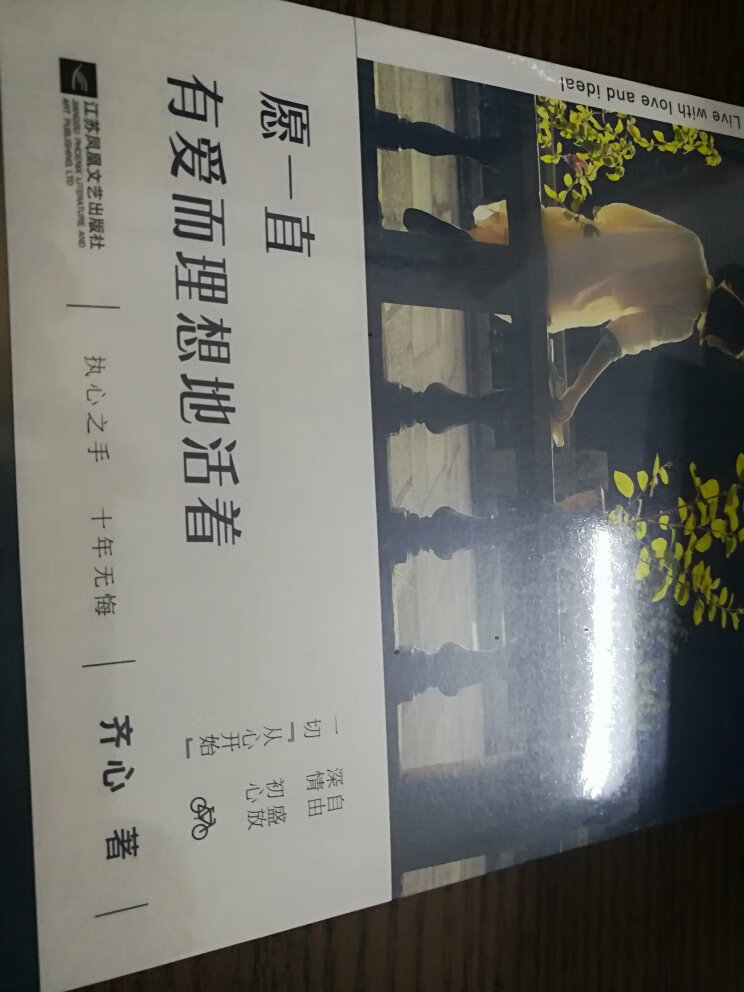 Live with love and idea!
愿一直
有爱而理想地活着
自由 盛放
深情 初心
一切『从心开始』
江苏凤凰文艺出版社
JIANGSU PHOENIX LITERATURE AND
ART PUBLISHING, LTD
执心之手 十年无悔
齐心 著